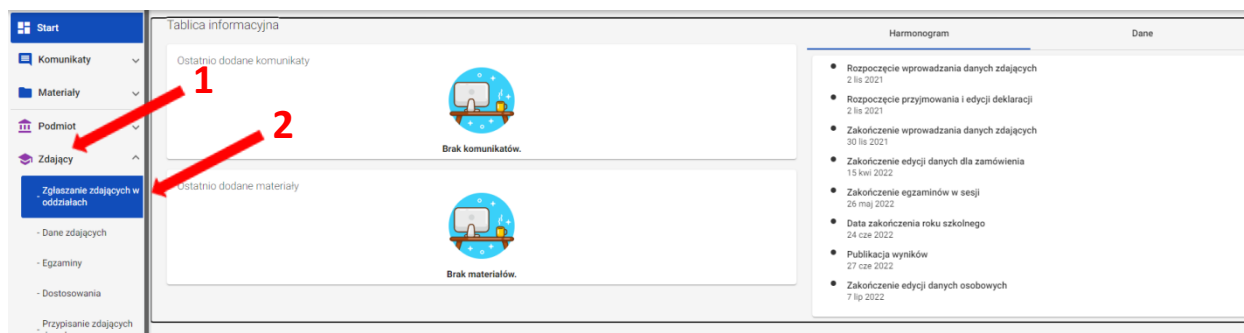 Start
Komunikaty
Materiały
Podmiot
Zdający
- Zgłaszanie zdających w
oddziałach
- Dane zdających
- Egzaminy
- Dostosowania
- Przypisanie zdających
1
2
Tablica informacyjna
Ostatnio dodane komunikaty
Brak komunikatów.
Ostatnio dodane materiały
Brak materiałów.
Harmonogram
Dane
Rozpoczęcie wprowadzania danych zdających
2 lis 2021
Rozpoczęcie przyjmowania i edycji deklaracji
2 lis 2021
Zakończenie wprowadzania danych zdających
30 lis 2021
Zakończenie edycji danych dla zamówienia
15 kwi 2022
Zakończenie egzaminów w sesji
26 maj 2022
Data zakończenia roku szkolnego
24 cze 2022
Publikacja wyników
27 cze 2022
Zakończenie edycji danych osobowych
7 lip 2022